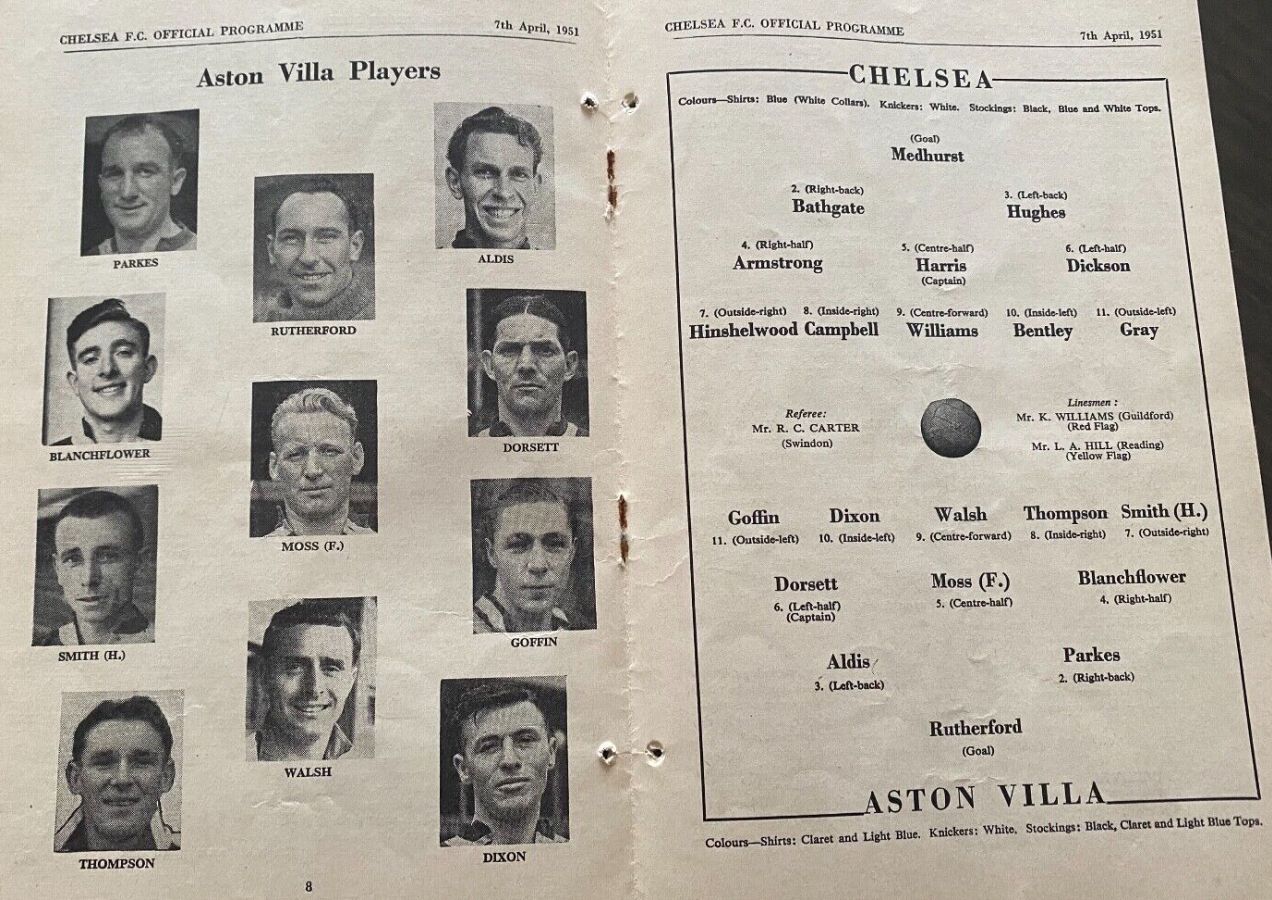 CHELSEA F.C. OFFICIAL PROGRAMME 7th April, 1951
Aston Villa Players
PARKES
RUTHERFORD
ALDIS
BLANCHFLOWER
MOSS (F.)
DORSETT
SMITH (H.)
WALSH
GOFFIN
THOMPSON
DIXON
8
CHELSEA F.C. OFFICIAL PROGRAMME 7th April, 1951
CHELSEA
Colours—Shirts: Blue (White Collars). Knickers: White. Stockings: Black, Blue and White Tops.
(Goal)
Medhurst
2. (Right-back) 3. (Left-back)
Bathgate Hughes
4. (Right-half) 5. (Centre-half) 6. (Left-half)
Armstrong Harris Dickson
(Captain)
7. (Outside-right) 8. (Inside-right) 9. (Centre-forward) 10. (Inside-left) 11. (Outside-left)
Hinshelwood Campbell Williams Bentley Gray
Referee:
Mr. R. C. CARTER
(Swindon)
Linesmen :
Mr. K. WILLIAMS (Guildford)
(Red Flag)
Mr. L. A. HILL (Reading)
(Yellow Flag)
Goffin Dixon Walsh Thompson Smith (H.)
11. (Outside-left) 10. (Inside-left) 9. (Centre-forward) 8. (Inside-right) 7. (Outside-right)
Dorsett Moss (F.) Blanchflower
6. (Left-half) 5. (Centre-half) 4. (Right-half)
(Captain)
Aldis Parkes
3. (Left-back) 2. (Right-back)
Rutherford
(Goal)
ASTON VILLA
Colours—Shirts: Claret and Light Blue. Knickers: White. Stockings: Black, Claret and Light Blue Tops.